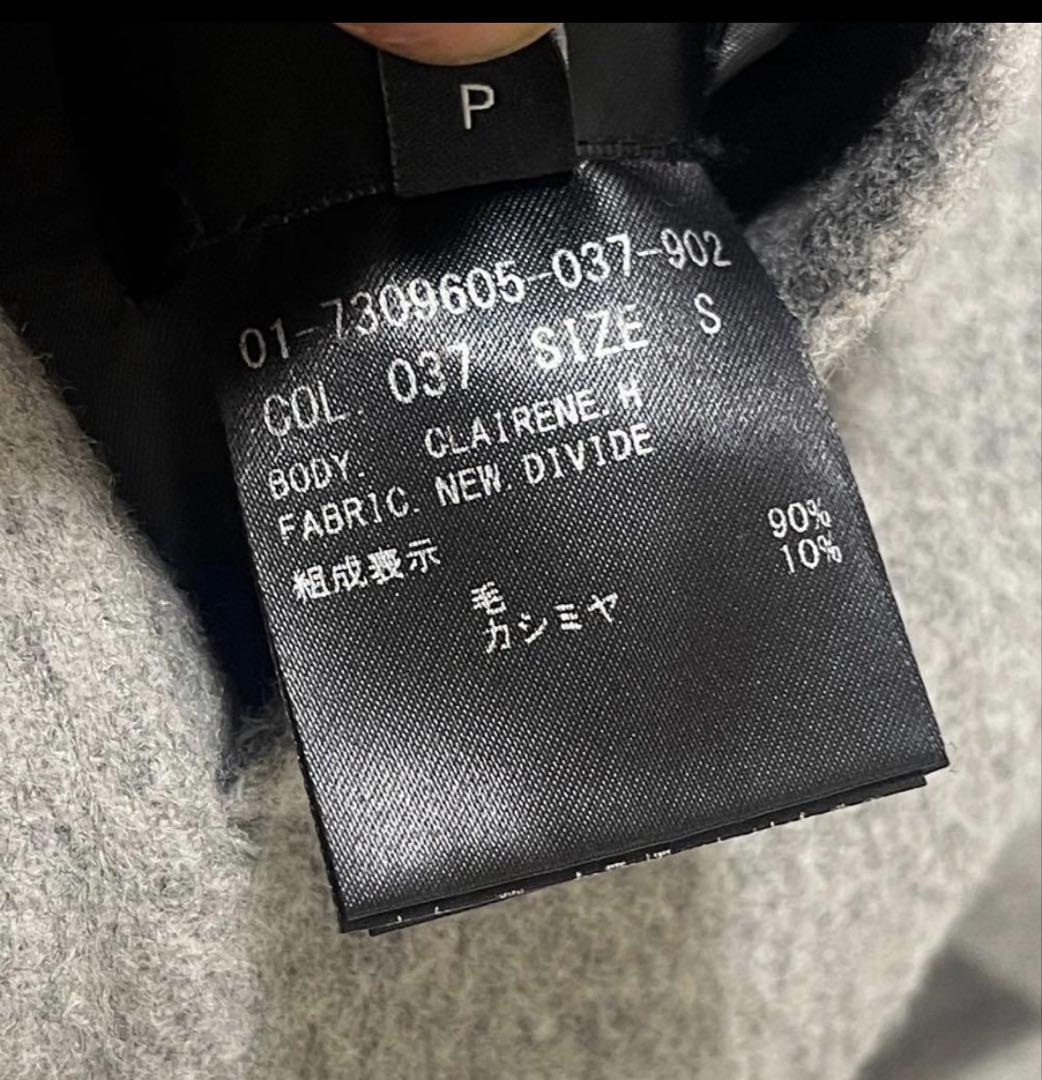 P
01-7309605-037-902
COL. 037 SIZE S
BODY. CLAIRENE.H
FABRIC. NEW.DIVIDE
組成表示
毛 90%
カシミヤ 10%